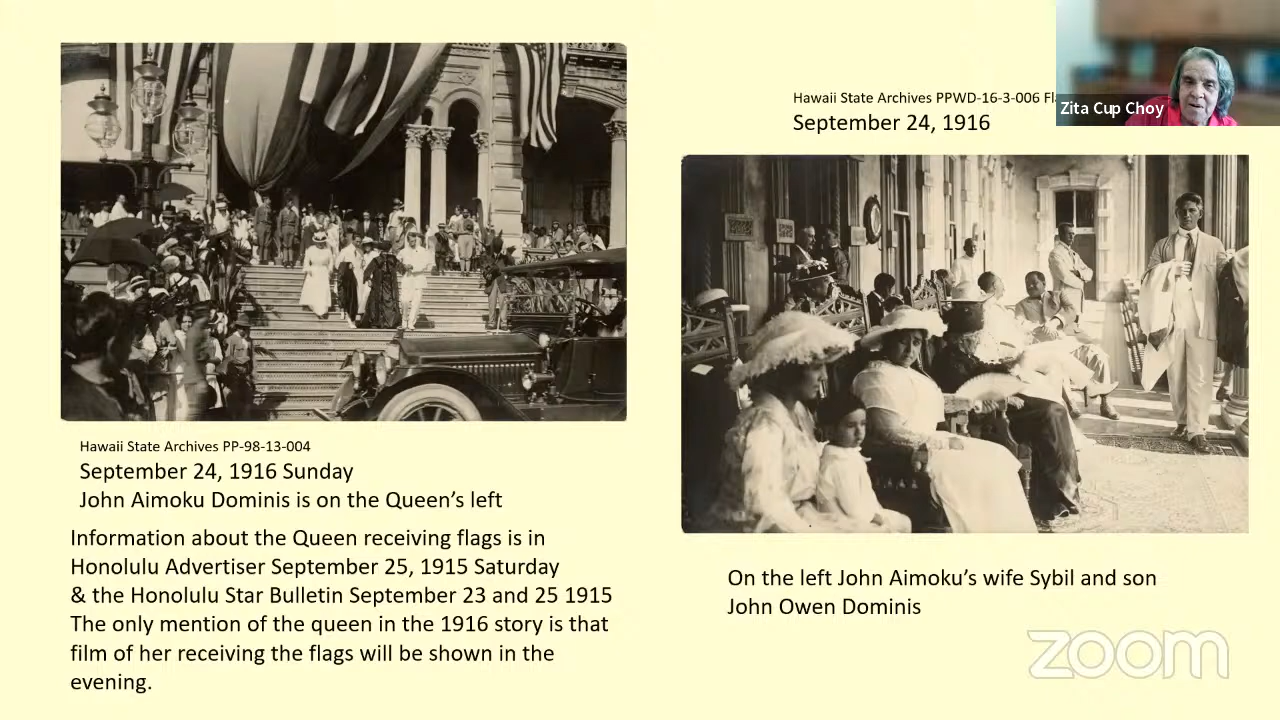 Hawaii State Archives PP-98-13-004
September 24, 1916 Sunday
John Aimoku Dominis is on the Queen’s left
Information about the Queen receiving flags is in
Honolulu Advertiser September 25, 1915 Saturday
& the Honolulu Star Bulletin September 23 and 25 1915
The only mention of the queen in the 1916 story is that
film of her receiving the flags will be shown in the
evening.
Hawaii State Archives PPWD-16-3-006
September 24, 1916
Zita Cup Choy
On the left John Aimoku’s wife Sybil and son
John Owen Dominis
zoom